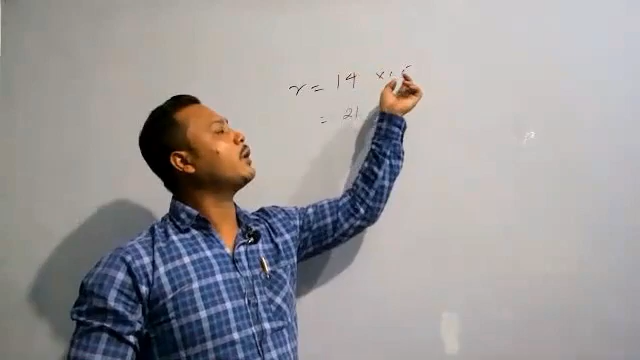 r = 14
= 21